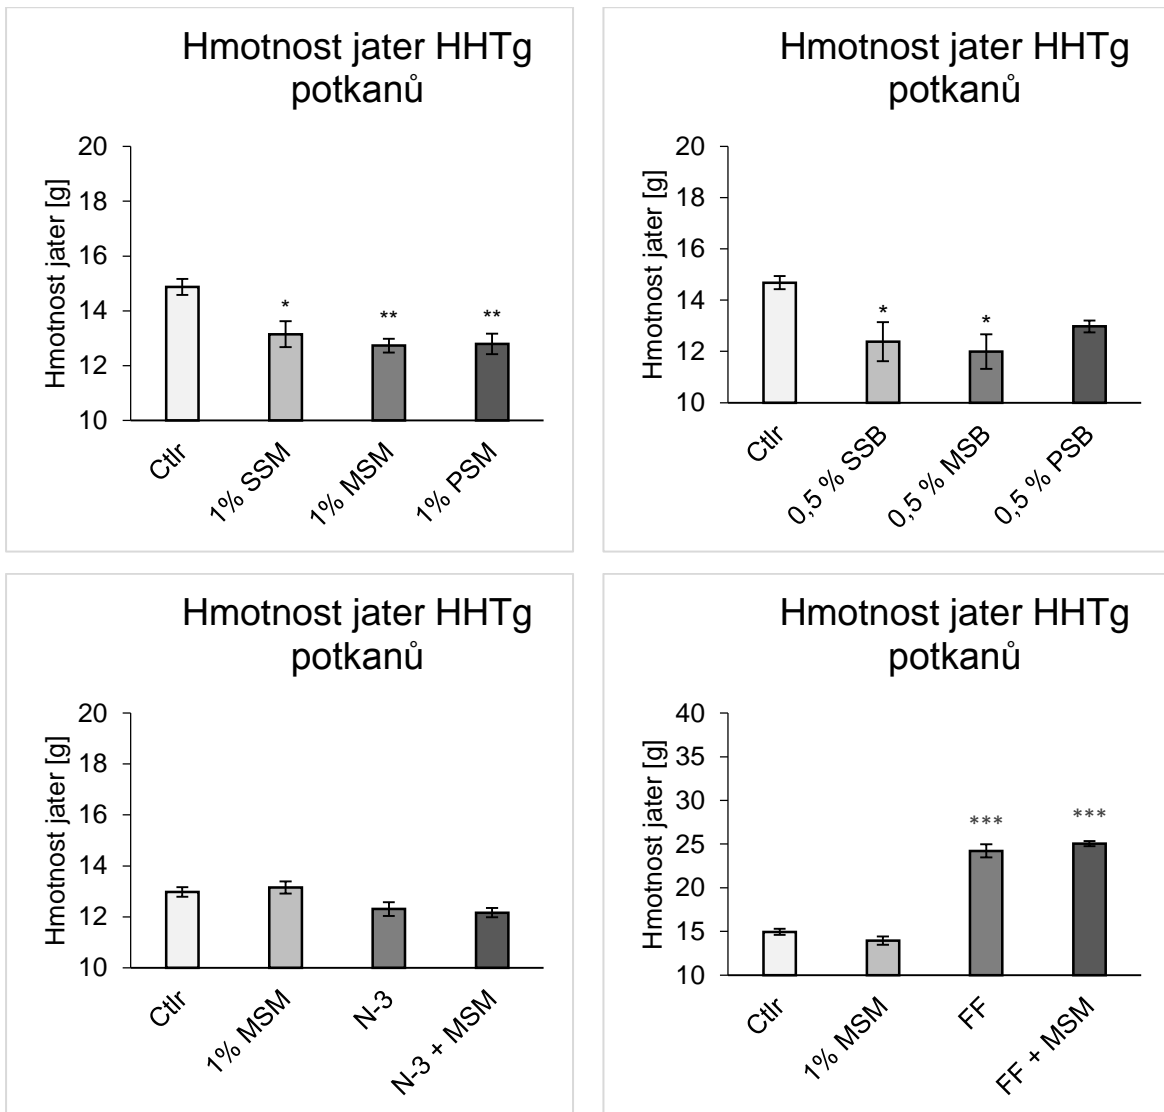 Hmotnost jater HHTg
potkanů
Hmotnost jater [g]
20
18
16
14
12
10
*
**
**
Ctlr
1% SSM
1% MSM
1% PSM
Hmotnost jater HHTg
potkanů
Hmotnost jater [g]
20
18
16
14
12
10
*
*
Ctlr
0,5 % SSB
0,5 % MSB
0,5 % PSB
Hmotnost jater HHTg
potkanů
Hmotnost jater [g]
20
18
16
14
12
10
Ctlr
1% MSM
N-3
N-3 + MSM
Hmotnost jater HHTg
potkanů
Hmotnost jater [g]
40
35
30
25
20
15
10
***
***
Ctlr
1% MSM
FF
FF + MSM